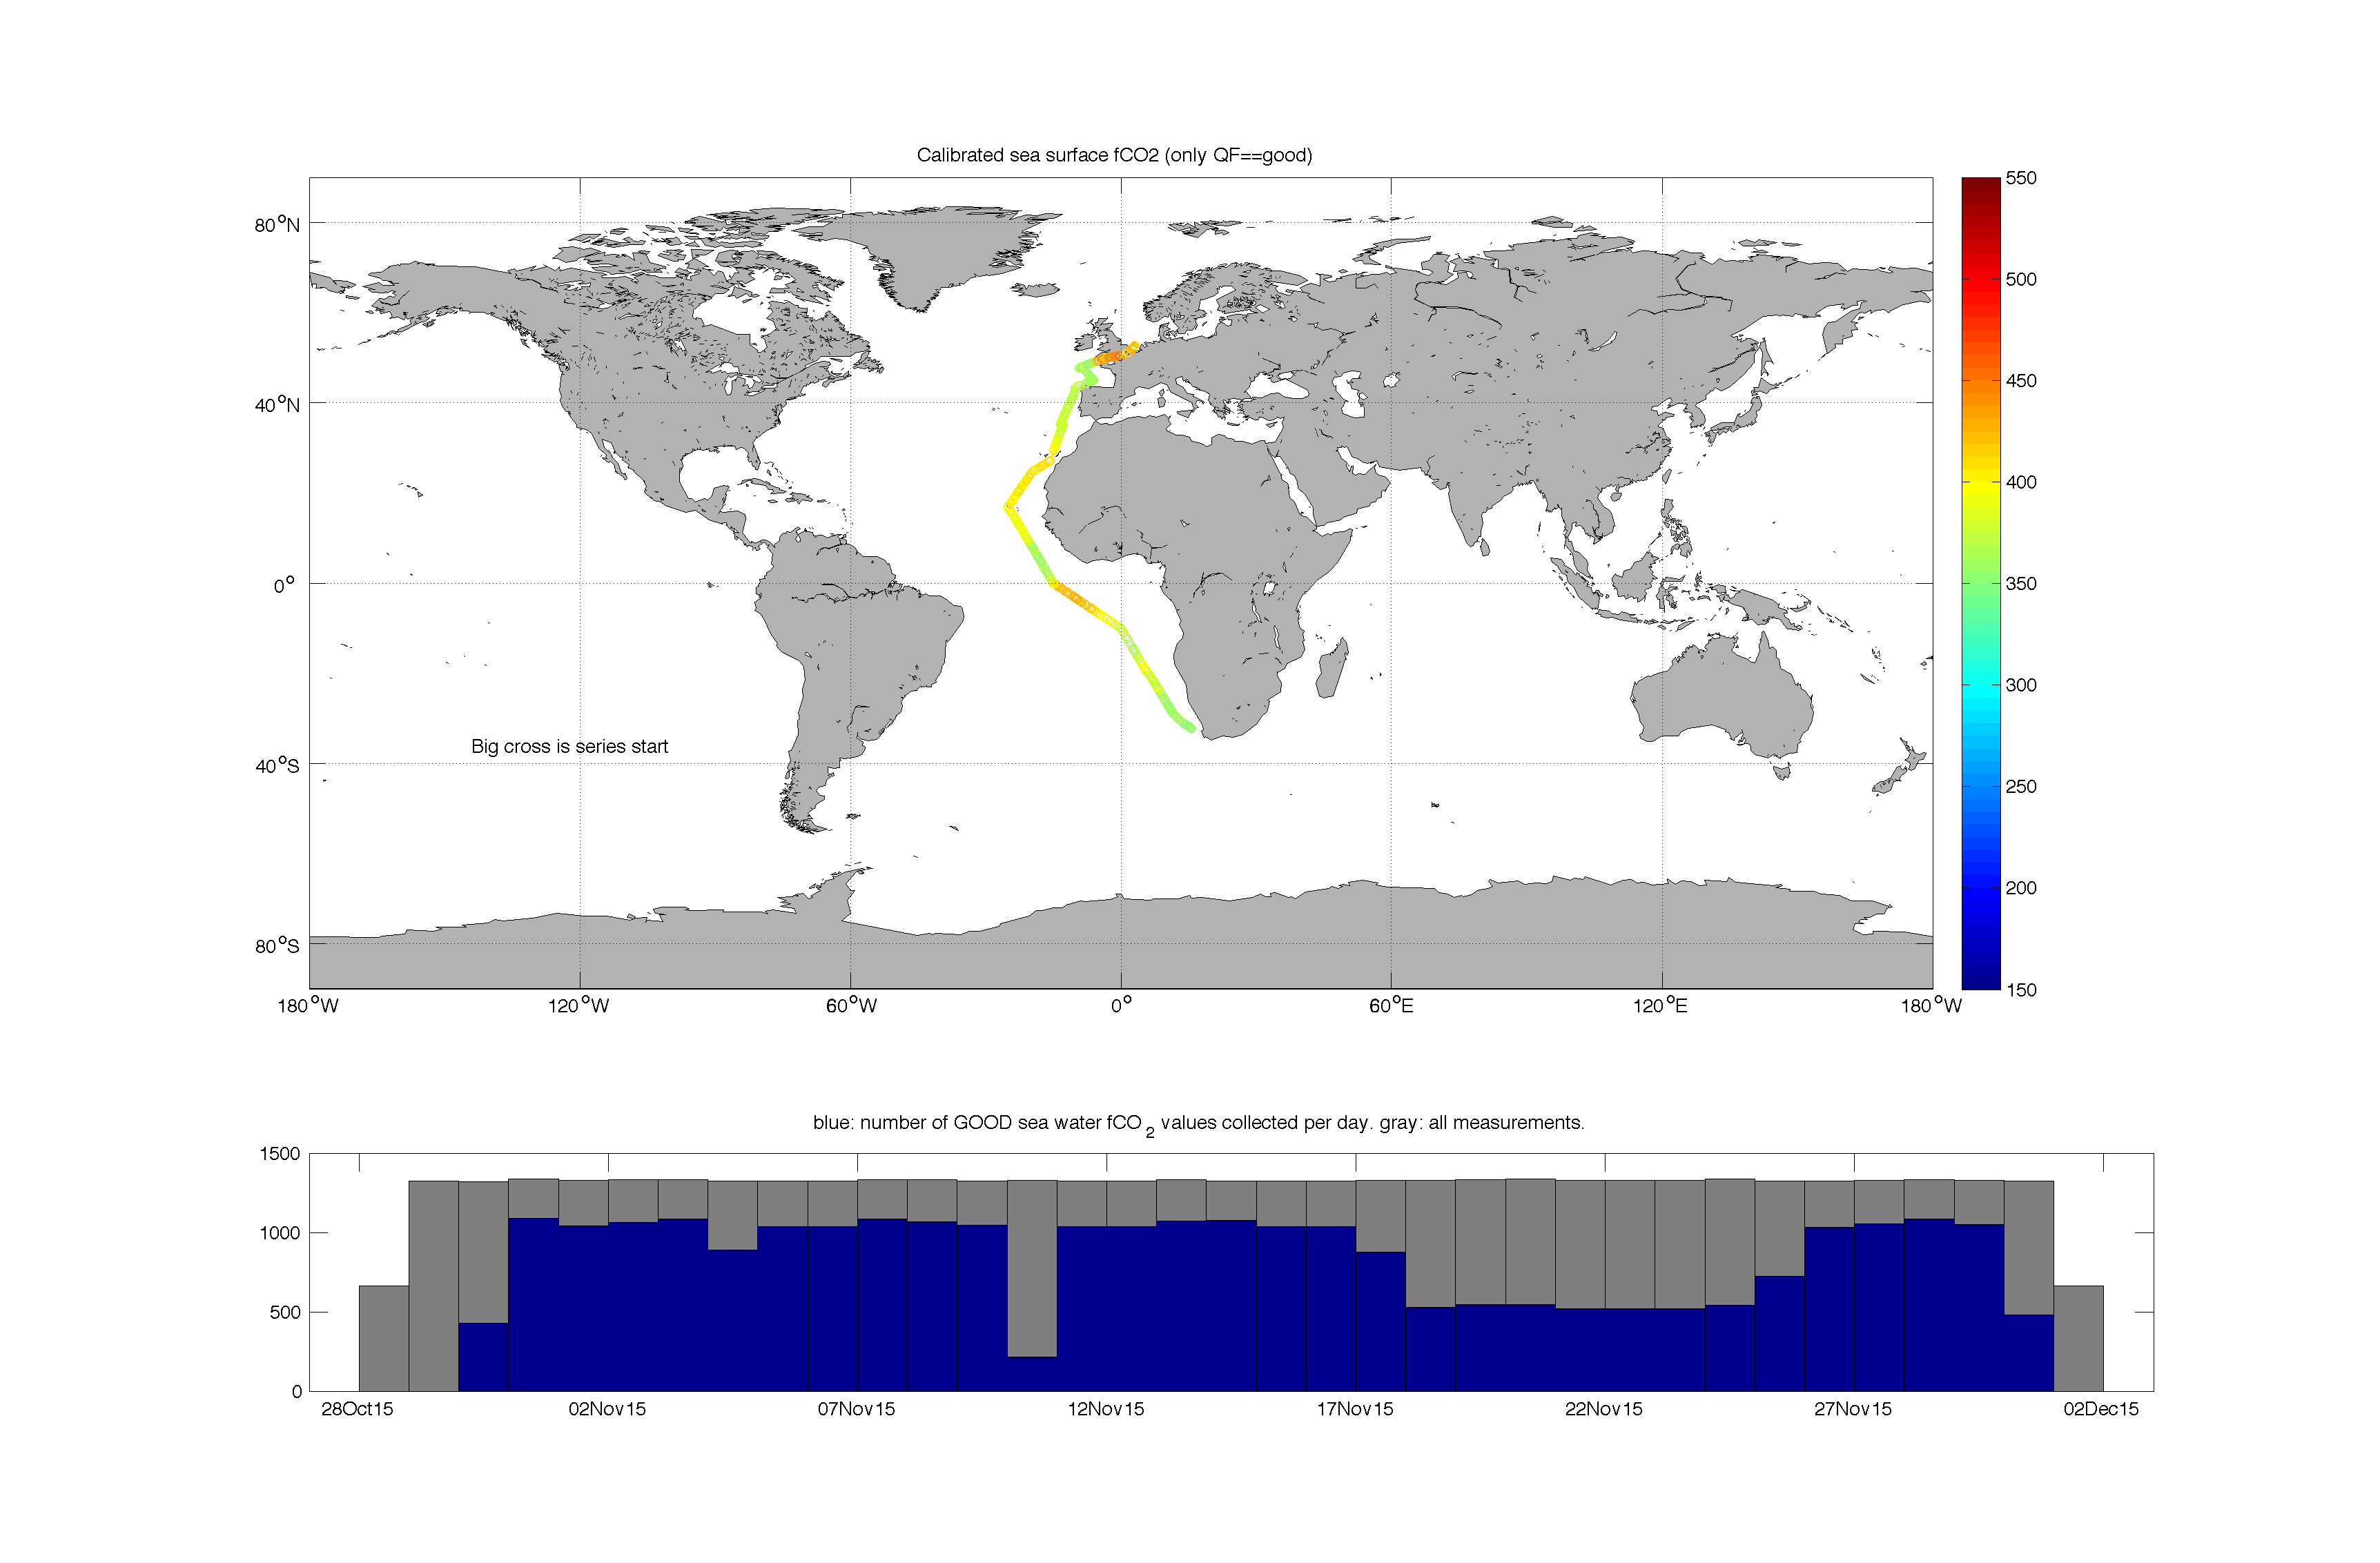 Calibrated sea surface fCO2 (only QF==good)
80°N
40°N
0°
40°S
80°S
180°W
120°W
60°W
0°
60°E
120°E
180°W
Big cross is series start
550
500
450
400
350
300
250
200
150
blue: number of GOOD sea water fCO₂ values collected per day. gray: all measurements.
1500
1000
500
0
28Oct15
02Nov15
07Nov15
12Nov15
17Nov15
22Nov15
27Nov15
02Dec15